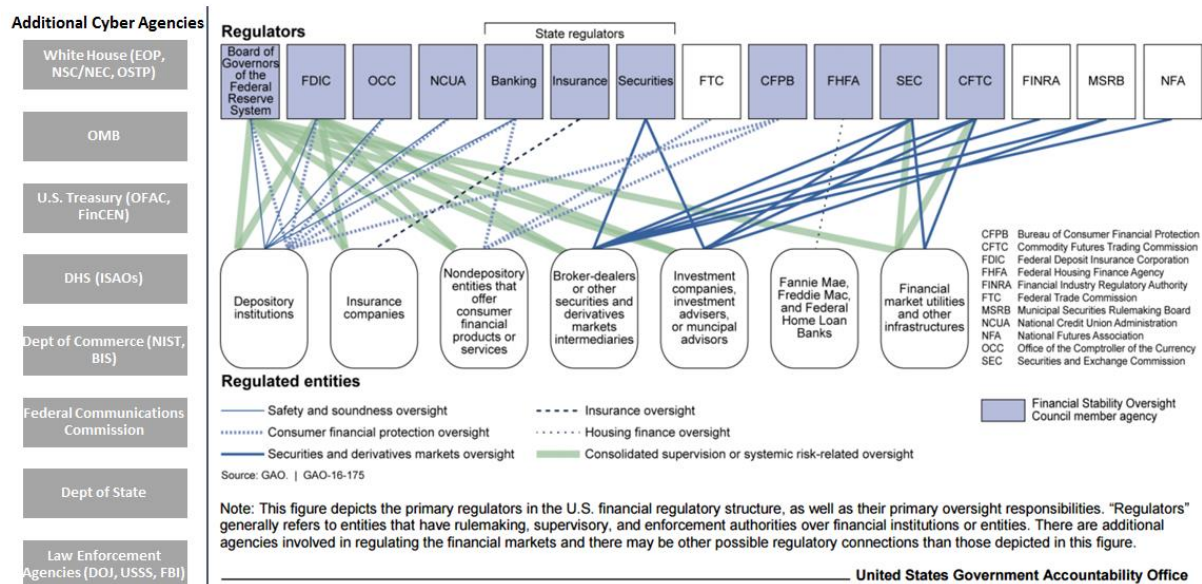 Additional Cyber Agencies
White House (EOP,
NSC/NEC, OSTP)
OMB
U.S. Treasury (OFAC,
FinCEN)
DHS (ISAOs)
Dept of Commerce (NIST,
BIS)
Federal Communications
Commission
Dept of State
Law Enforcement
Agencies (DOJ, USSS, FBI)
Regulators
State regulators
Board of
Governors
of the
Federal
Reserve
System
FDIC
OCC
NCUA
Banking
Insurance
Securities
FTC
CFPB
FHFA
SEC
CFTC
FINRA
MSRB
NFA
Depository
institutions
Insurance
companies
Nondepository
entities that
offer
consumer
financial
products or
services
Broker-dealers
or other
securities and
derivatives
markets
intermediaries
Investment
companies,
investment
advisers,
or muncipal
advisors
Fannie Mae,
Freddie Mac,
and Federal
Home Loan
Banks
Financial
market utilities
and other
infrastructures
CFPB Bureau of Consumer Financial Protection
CFTC Commodity Futures Trading Commission
FDIC Federal Deposit Insurance Corporation
FHFA Federal Housing Finance Agency
FINRA Financial Industry Regulatory Authority
FTC Federal Trade Commission
MSRB Municipal Securities Rulemaking Board
NCUA National Credit Union Administration
NFA National Futures Association
OCC Office of the Comptroller of the Currency
SEC Securities and Exchange Commission
Regulated entities
Safety and soundness oversight
Consumer financial protection oversight
Securities and derivatives markets oversight
Insurance oversight
Housing finance oversight
Consolidated supervision or systemic risk-related oversight
Financial Stability Oversight
Council member agency
Source: GAO. | GAO-16-175
Note: This figure depicts the primary regulators in the U.S. financial regulatory structure, as well as their primary oversight responsibilities. “Regulators”
generally refers to entities that have rulemaking, supervisory, and enforcement authorities over financial institutions or entities. There are additional
agencies involved in regulating the financial markets and there may be other possible regulatory connections than those depicted in this figure.
United States Government Accountability Office